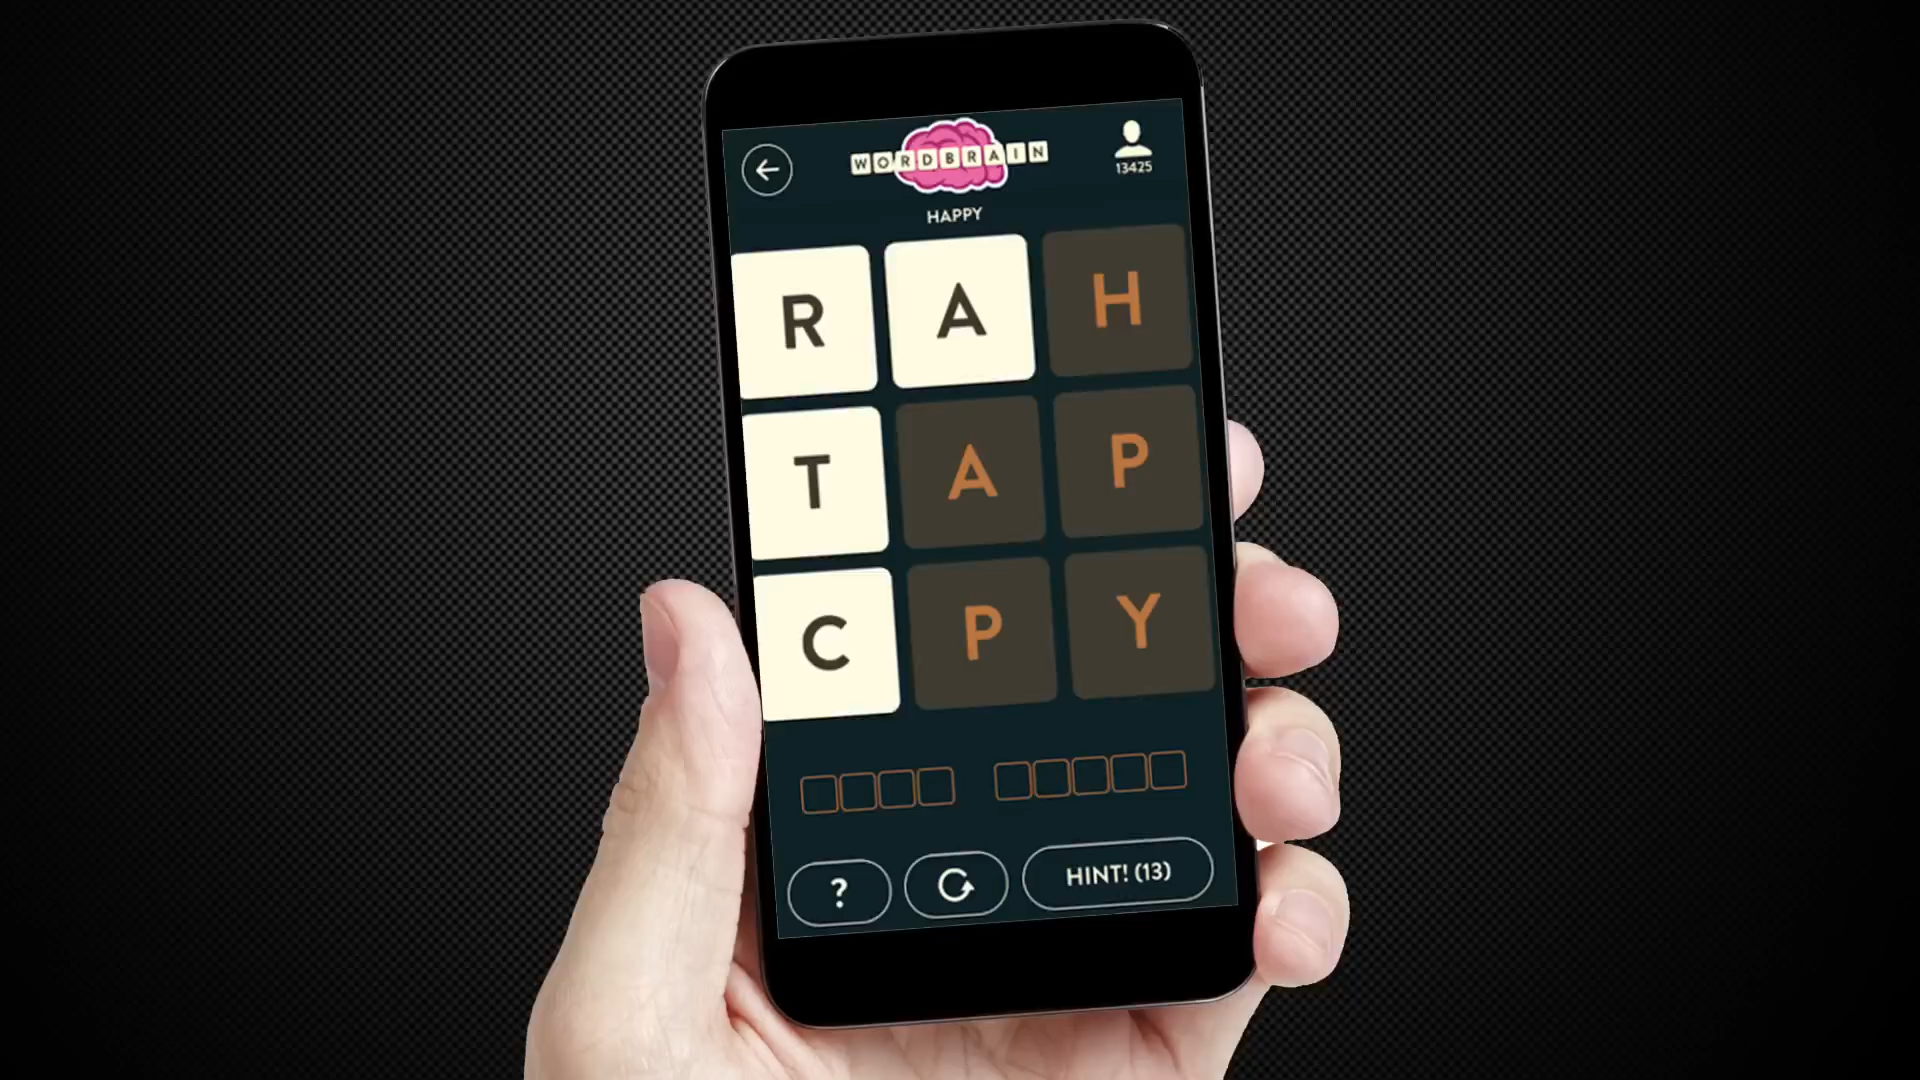 WORDBRAIN
13425
HAPPY
R A H
T A P
C P Y
? HINT! (13)